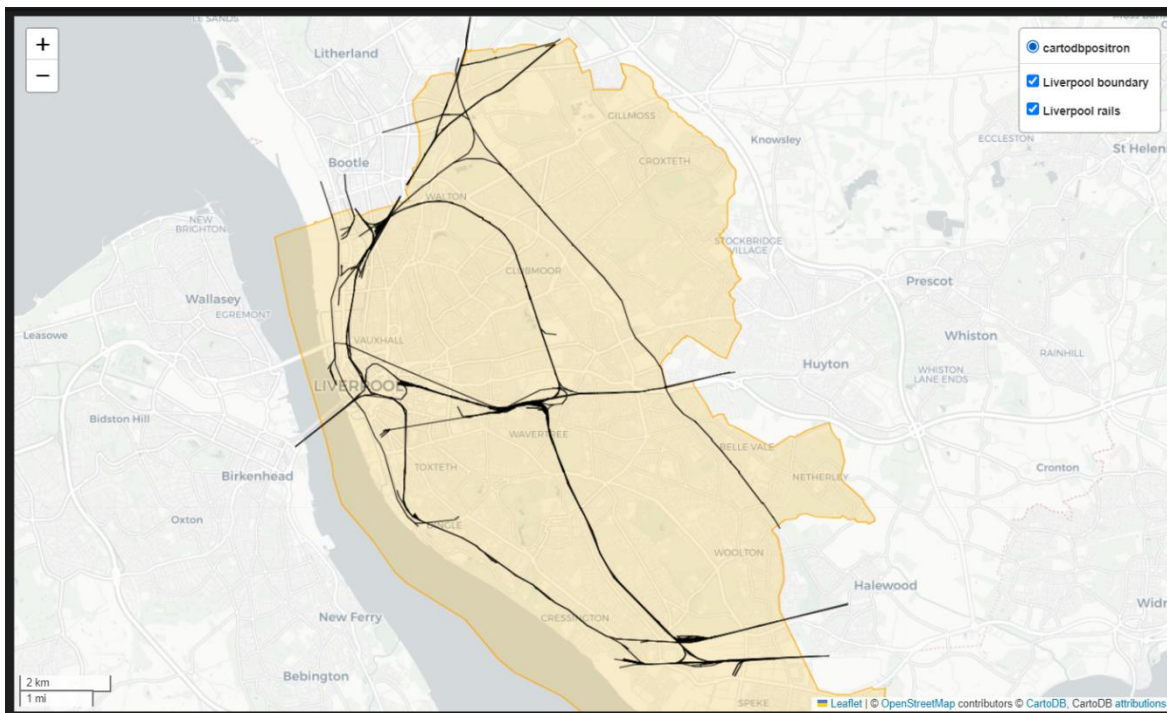 LE SANDS
Litherland
+
−
cartodbpositron
Liverpool boundary
Liverpool rails
GILLMOSS
Knowsley
ECCLESTON
St Helens
CROXTETH
Bootle
WALTON
NEW
BRIGHTON
STOCKBRIDGE
VILLAGE
CLUBMOOR
Prescot
Wallasey
EGREMONT
Leasowe
VAUXHALL
Whiston
RAINHILL
Huyton
WHISTON
LANE ENDS
LIVERPOOL
Bidston Hill
WAVERTREE
BELLE VALE
TOXTETH
Birkenhead
NETHERLEY
Cronton
Oxton
DINGLE
WOOLTON
Halewood
Widn
New Ferry
CRESSINGTON
Bebington
2 km
1 mi
SPEKE
Leaflet | © OpenStreetMap contributors © CartoDB, CartoDB attributions